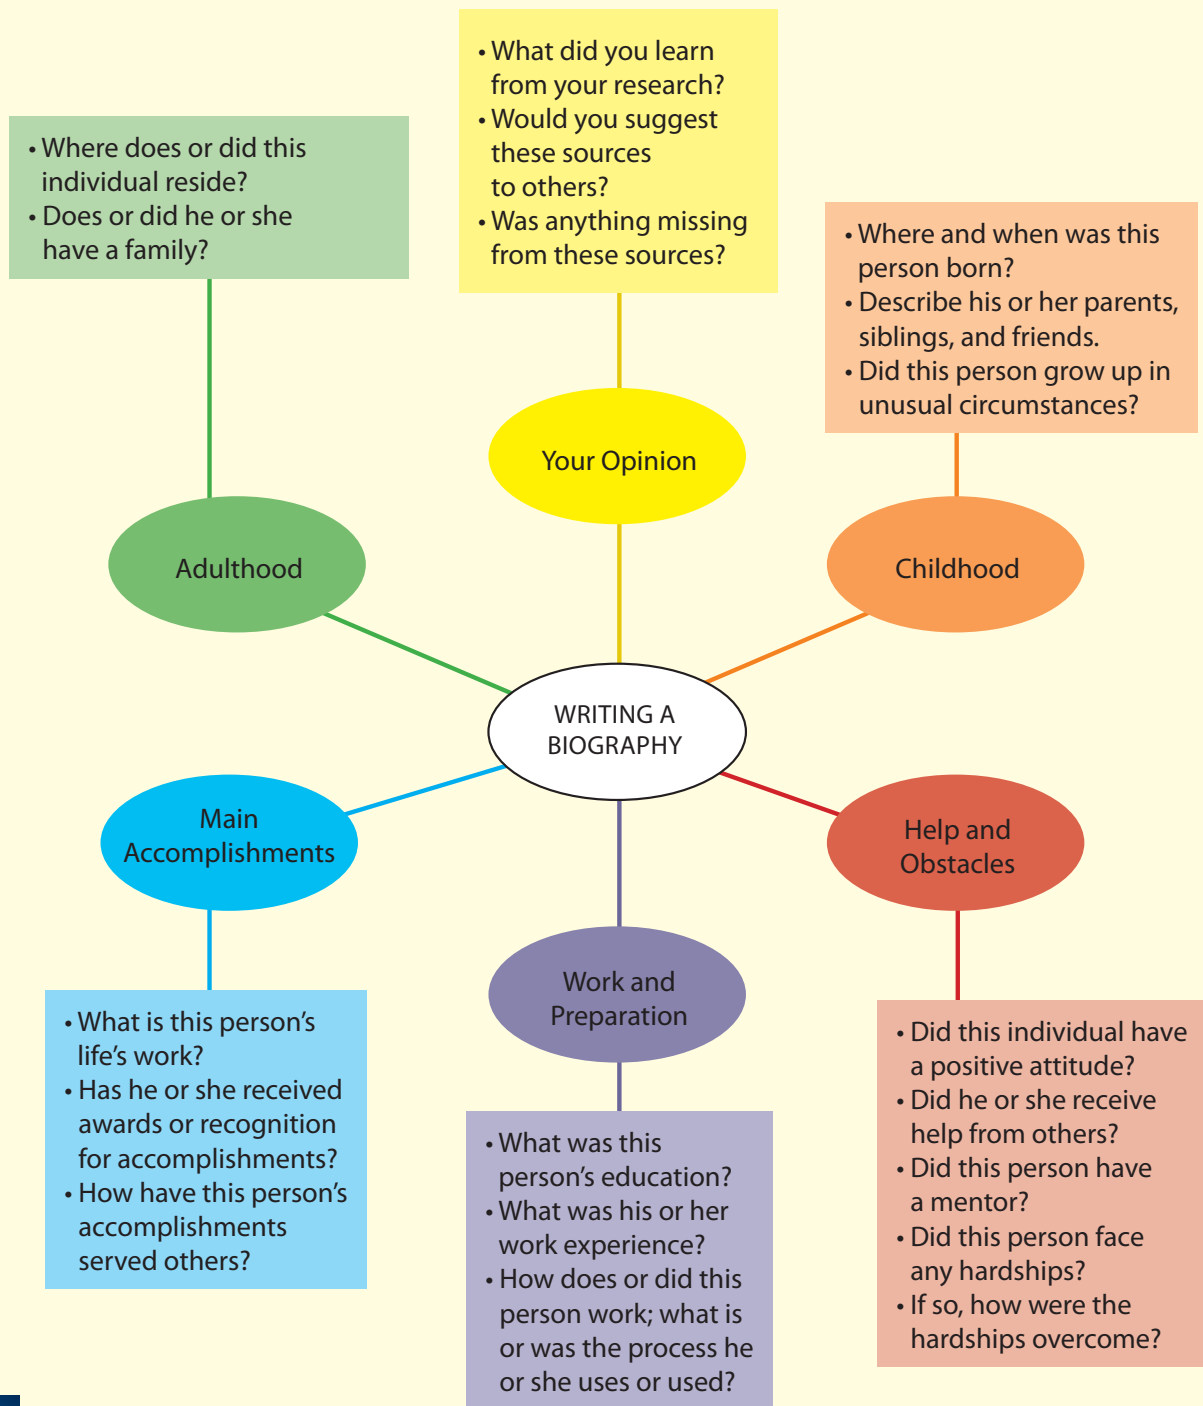 • What did you learn
from your research?
• Would you suggest
these sources
to others?
• Was anything missing
from these sources?
• Where does or did this
individual reside?
• Does or did he or she
have a family?
• Where and when was this
person born?
• Describe his or her parents,
siblings, and friends.
• Did this person grow up in
unusual circumstances?
Your Opinion
Adulthood
Childhood
WRITING A
BIOGRAPHY
Main
Accomplishments
Help and
Obstacles
Work and
Preparation
• What is this person’s
life’s work?
• Has he or she received
awards or recognition
for accomplishments?
• How have this person’s
accomplishments
served others?
• What was this
person’s education?
• What was his or her
work experience?
• How does or did this
person work; what is
or was the process he
or she uses or used?
• Did this individual have
a positive attitude?
• Did he or she receive
help from others?
• Did this person have
a mentor?
• Did this person face
any hardships?
• If so, how were the
hardships overcome?